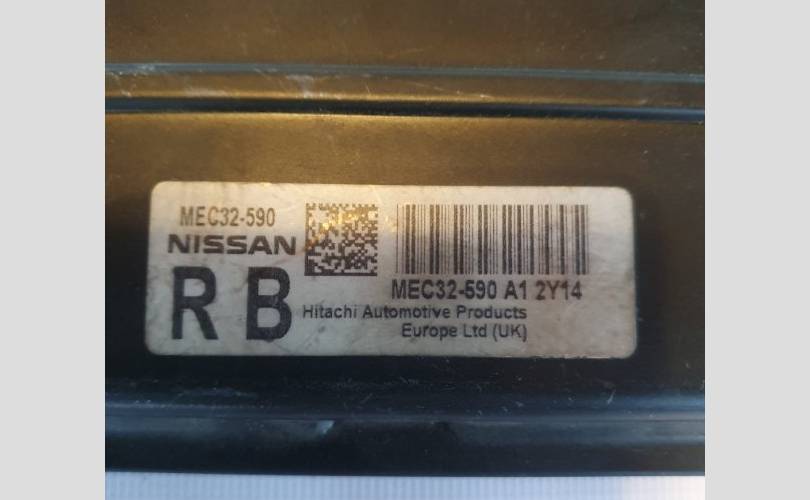 MEC32-590
NISSAN
R B
MEC32-590 A1 2Y14
Hitachi Automotive Products
Europe Ltd (UK)